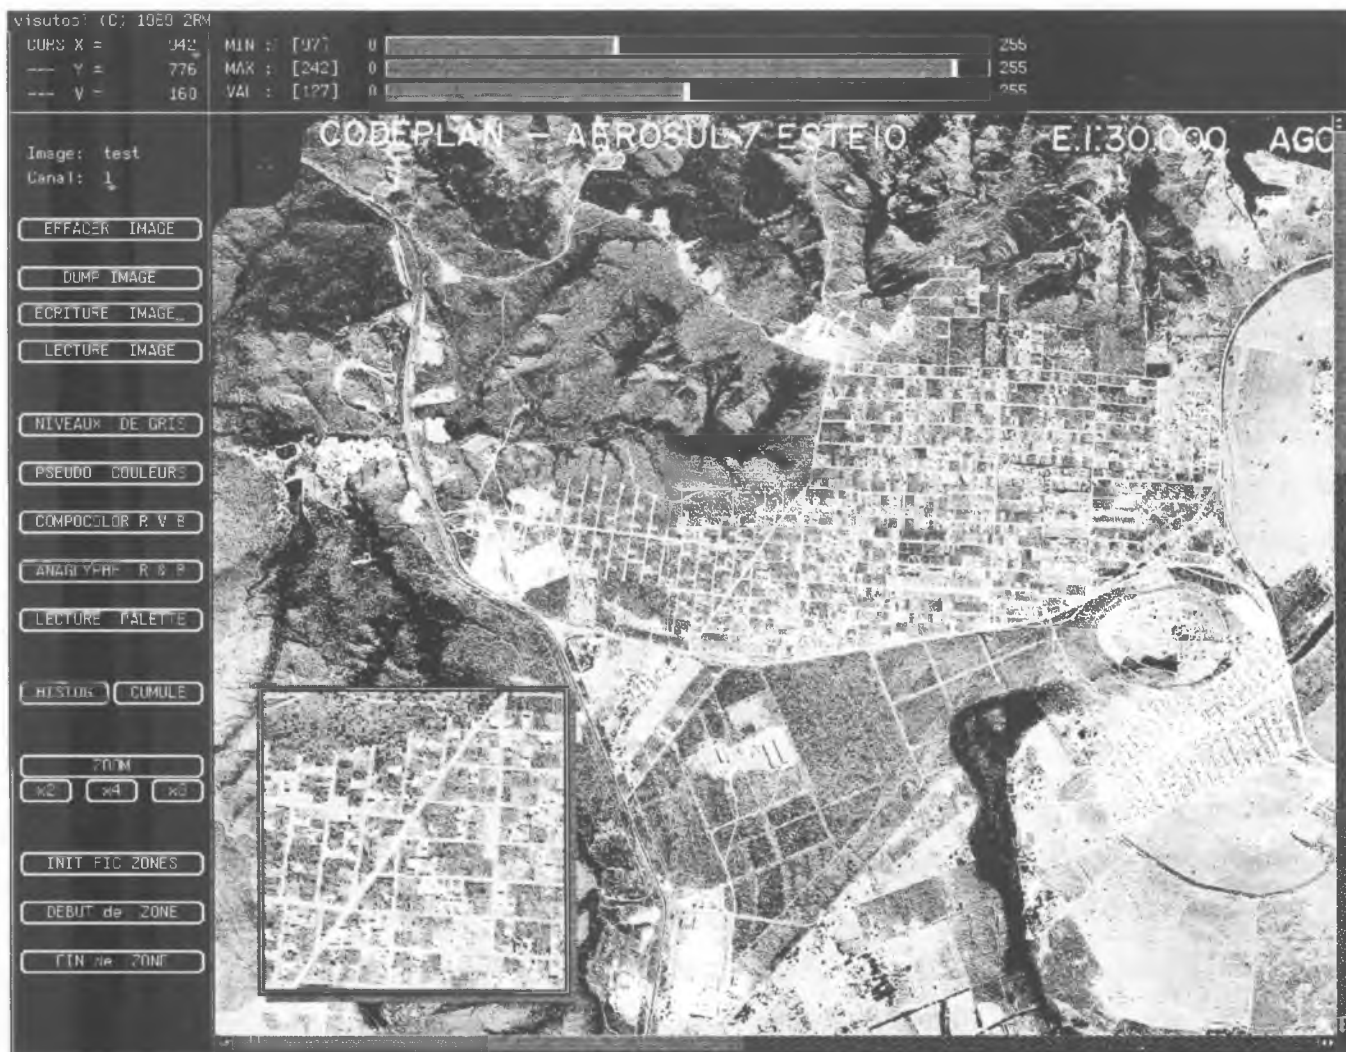 visutosi (C) 1989 2RM
CURS X = 942
--- Y = 776
--- V = 160
MIN : [97] 0 255
MAX : [242] 0 255
VAL : [127] 0 255
CODEPLAN - AEROSUL / ESTEIO E.1:30.000 AGO
Image: test
Canal: 1
EFFACER IMAGE
DUMP IMAGE
ECRITURE IMAGE
LECTURE IMAGE
NIVEAUX DE GRIS
PSEUDO COULEURS
COMPOCOLOR R V B
ANAGLYPHE R & B
LECTURE PALETTE
HISTOG CUMULE
ZOOM
x2 x4 x8
INIT FIC ZONES
DEBUT de ZONE
FIN de ZONE